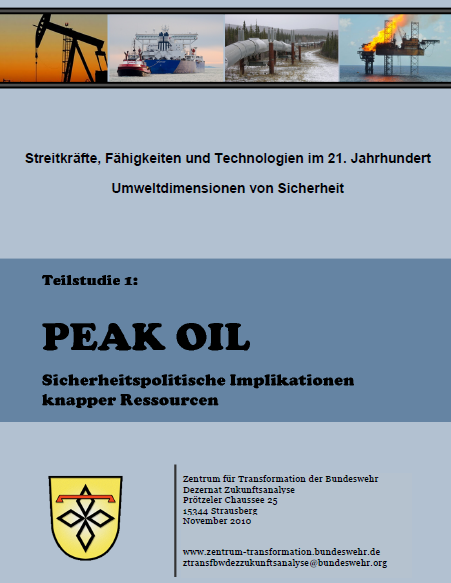 Streitkräfte, Fähigkeiten und Technologien im 21. Jahrhundert
Umweltdimensionen von Sicherheit
Teilstudie 1:
PEAK OIL
Sicherheitspolitische Implikationen
knapper Ressourcen
Zentrum für Transformation der Bundeswehr
Dezernat Zukunftsanalyse
Prötzeler Chaussee 25
15344 Strausberg
November 2010
www.zentrum-transformation.bundeswehr.de
ztransfbwdezzukunftsanalyse@bundeswehr.org